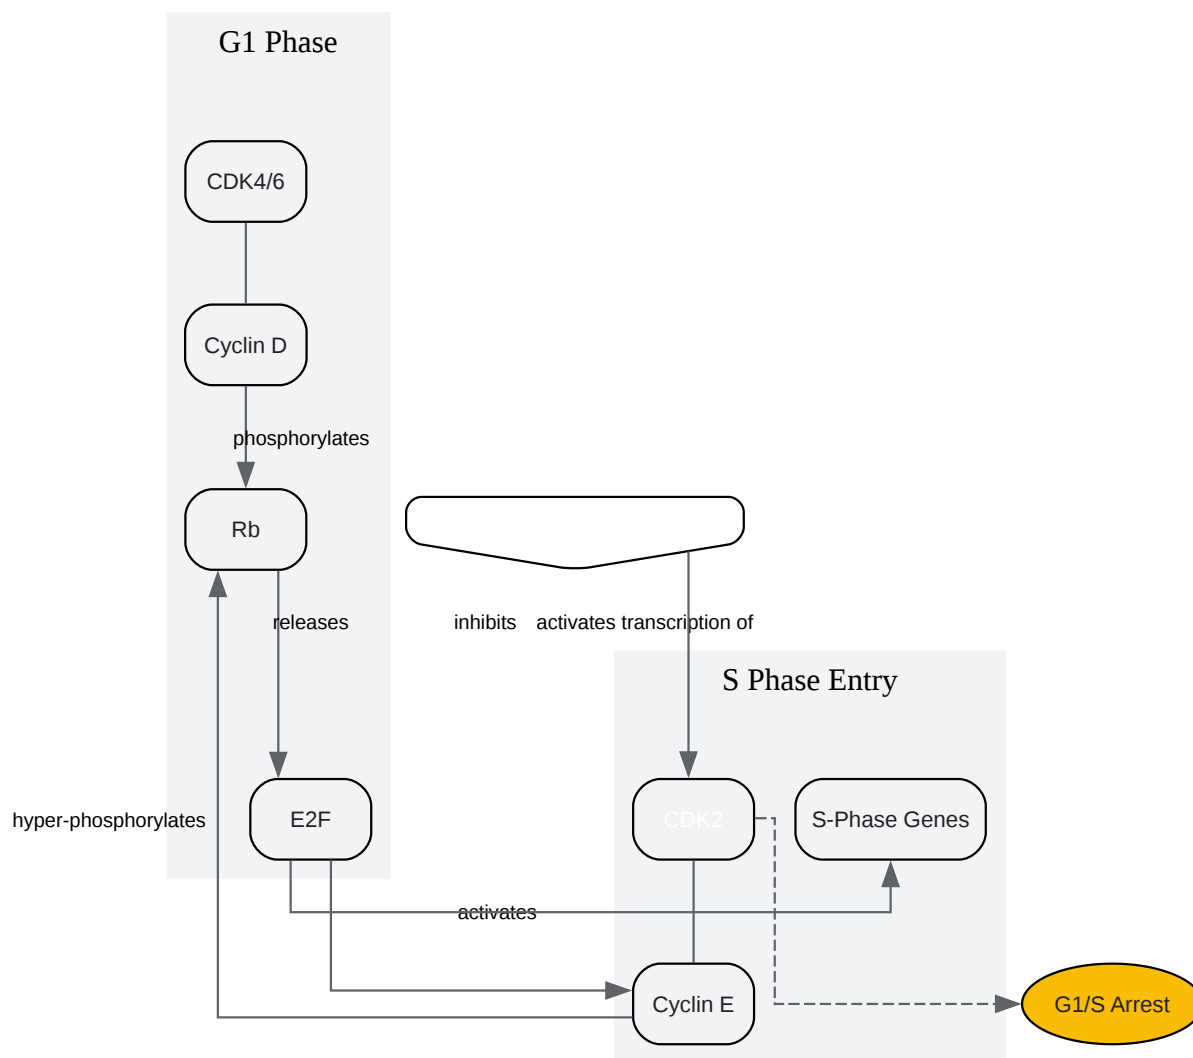 G1 Phase
CDK4/6
Cyclin D
phosphorylates
Rb
releases
inhibits
activates transcription of
S Phase Entry
hyper-phosphorylates
E2F
CDK2
S-Phase Genes
activates
Cyclin E
G1/S Arrest